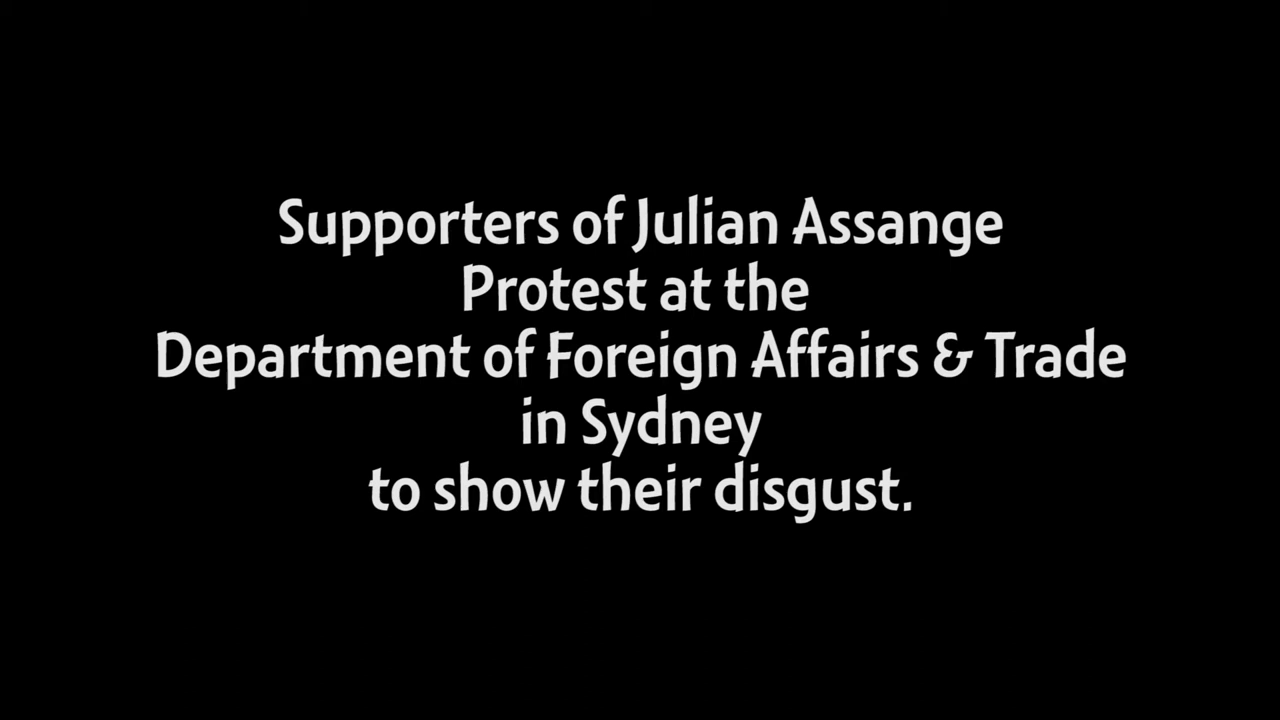 Supporters of Julian Assange
Protest at the
Department of Foreign Affairs & Trade
in Sydney
to show their disgust.